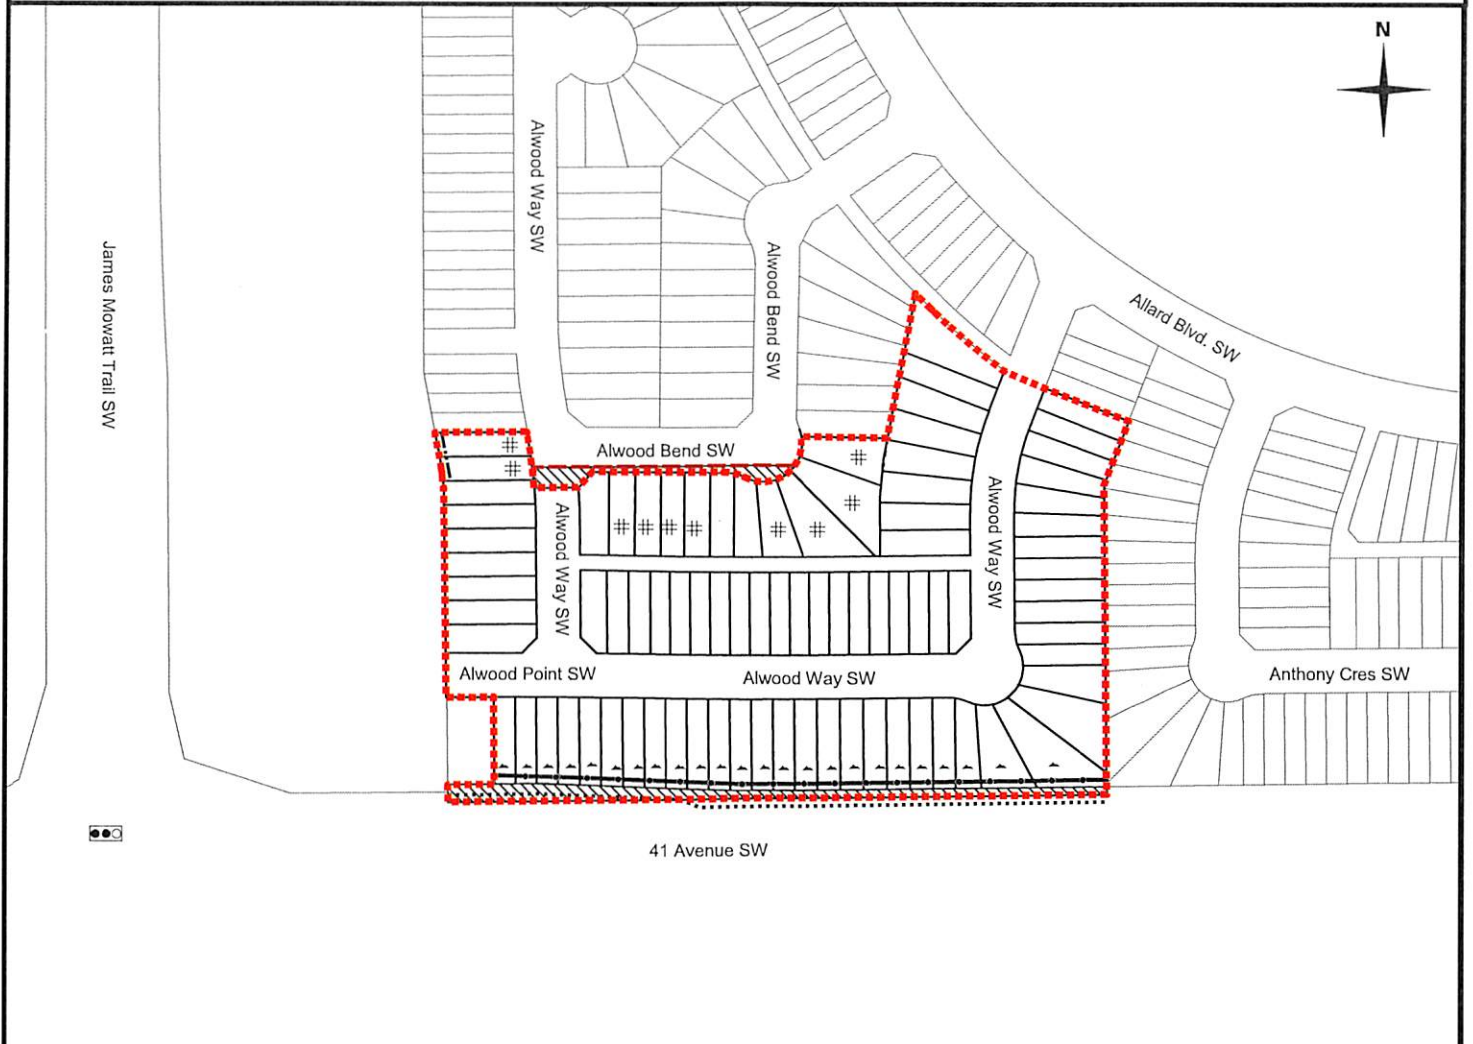 N
Alwood Way SW
James Mowatt Trail SW
Alwood Bend SW
Allard Blvd. SW
Alwood Bend SW
Alwood Way SW
Alwood Way SW
Alwood Point SW
Alwood Way SW
Anthony Cres SW
41 Avenue SW